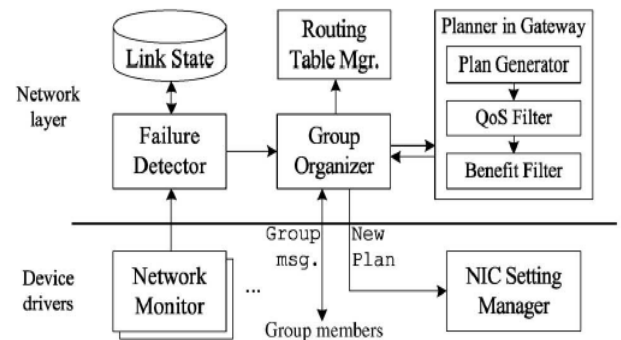 Link State
Routing
Table Mgr.
Planner in Gateway
Plan Generator
QoS Filter
Benefit Filter
Network
layer
Failure
Detector
Group
Organizer
Group
msg.
New
Plan
Device
drivers
Network
Monitor
...
Group members
NIC Setting
Manager